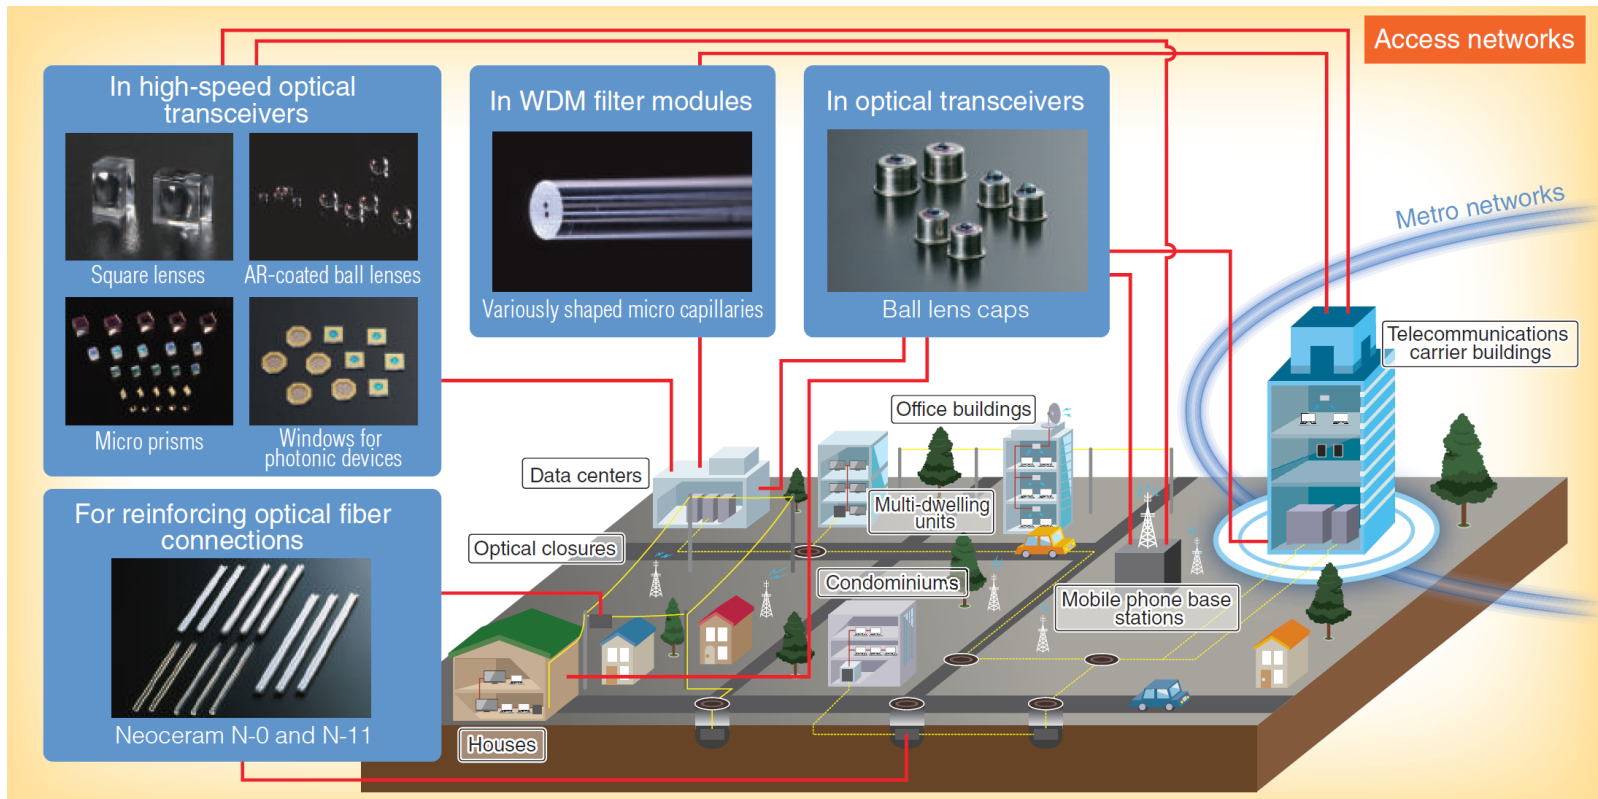 Access networks
In high-speed optical
transceivers
Square lenses
AR-coated ball lenses
Micro prisms
Windows for
photonic devices
In WDM filter modules
Variously shaped micro capillaries
In optical transceivers
Ball lens caps
Metro networks
Telecommunications
carrier buildings
Office buildings
Data centers
Multi-dwelling
units
Optical closures
Condominiums
Mobile phone base
stations
For reinforcing optical fiber
connections
Neoceram N-0 and N-11
Houses